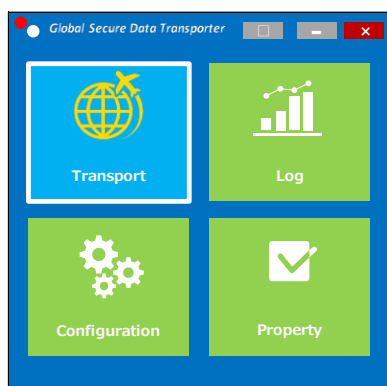 Global Secure Data Transporter
Transport
Log
Configuration
Property